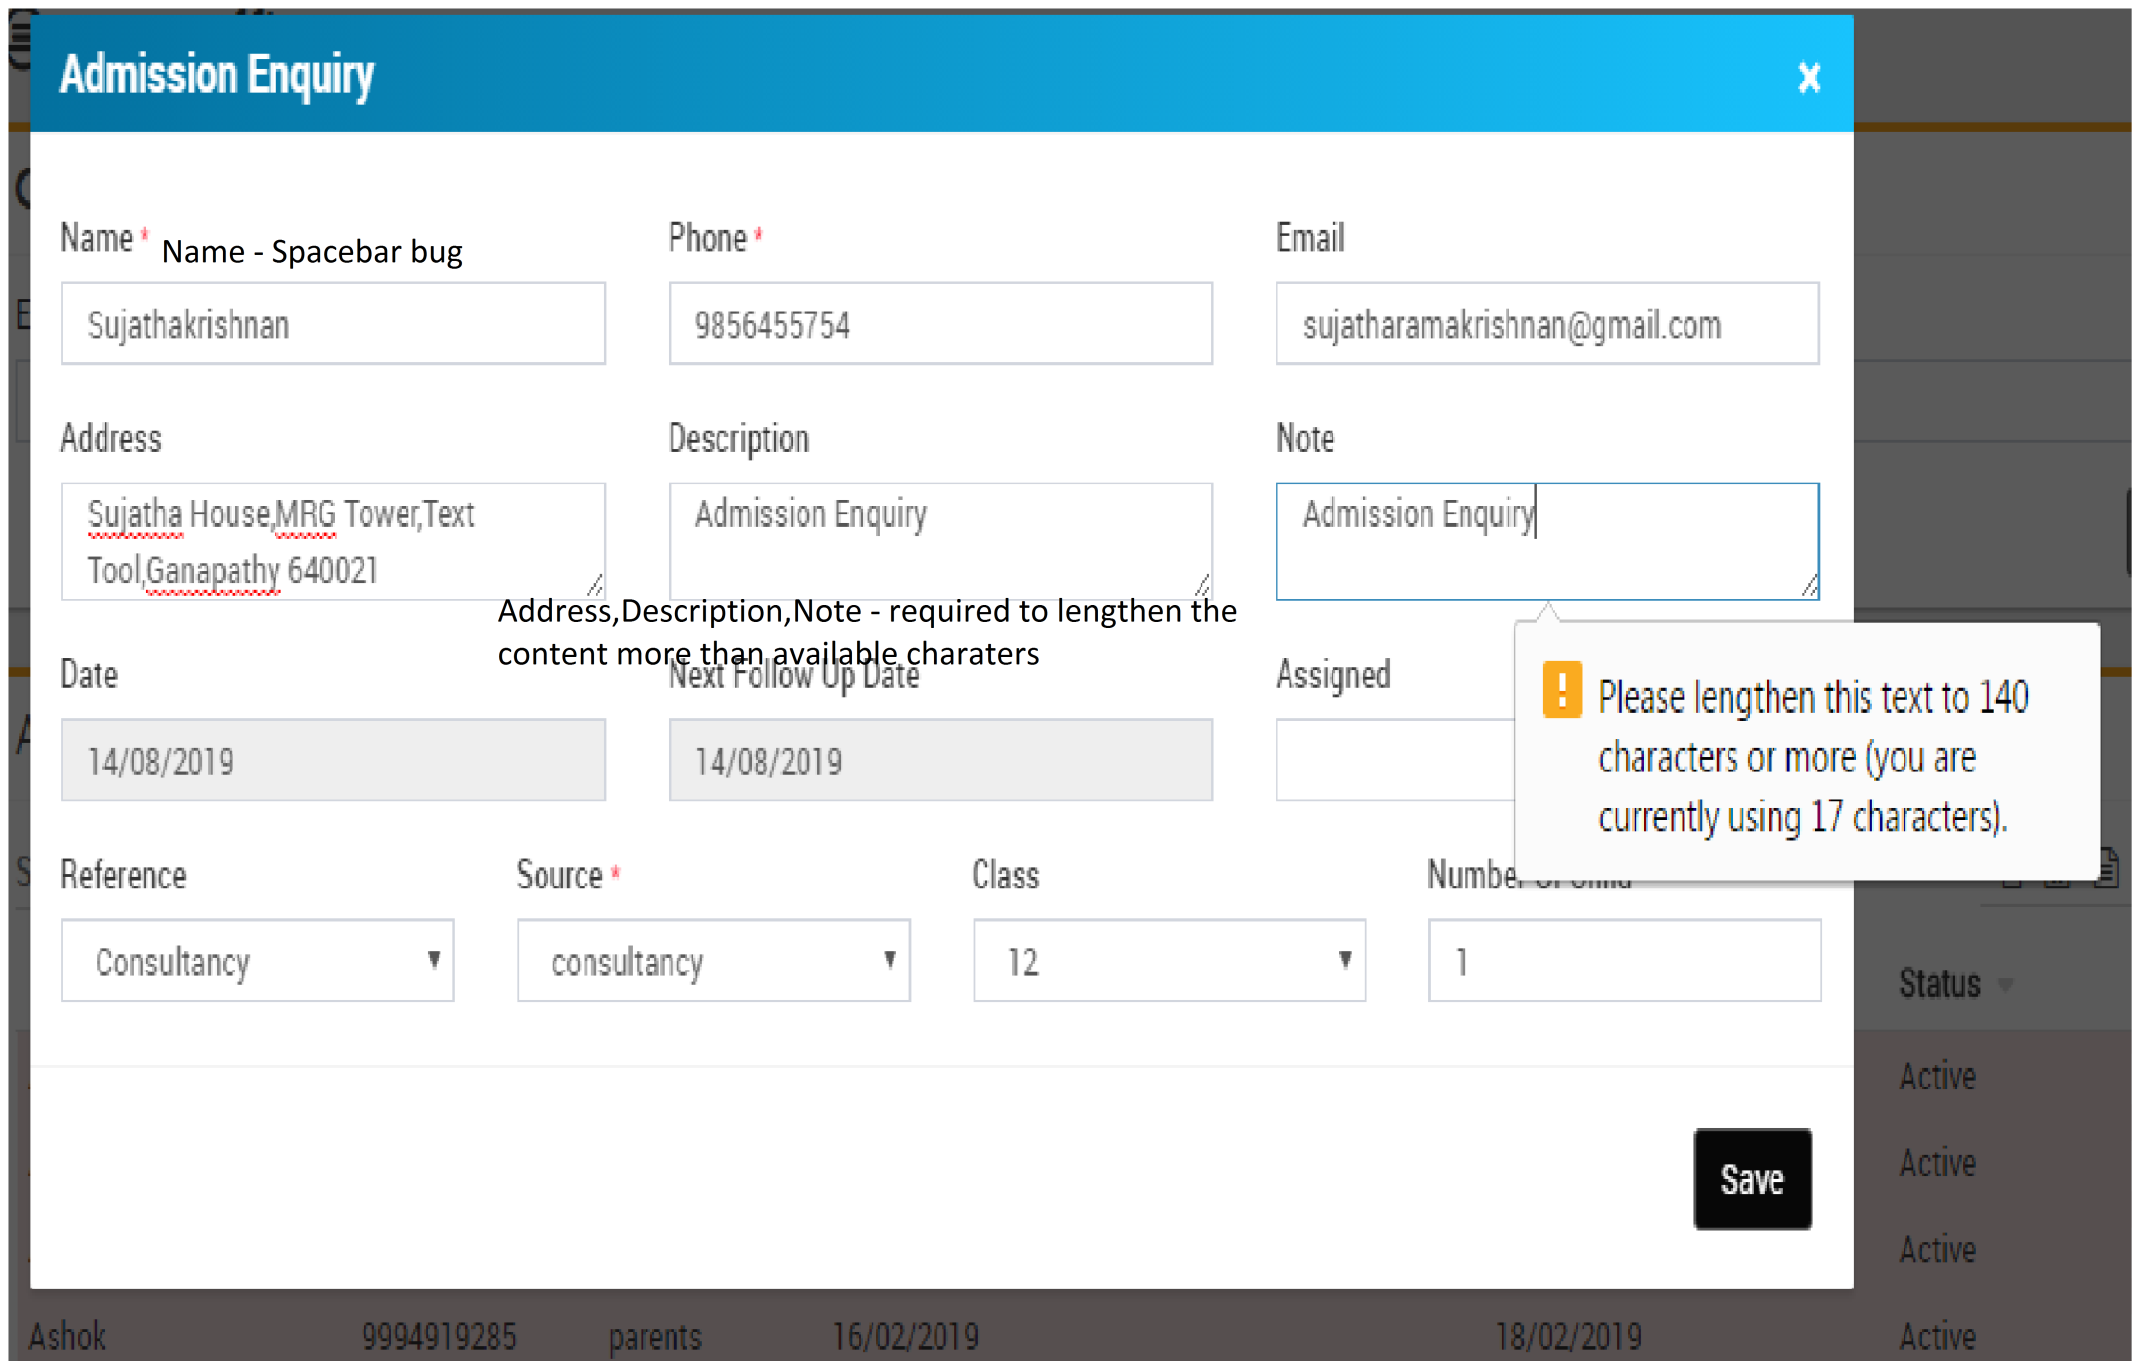 Admission Enquiry
Name * Name - Spacebar bug
Phone *
Email
Sujathakrishnan
9856455754
sujatharamakrishnan@gmail.com
Address
Description
Note
Sujatha House,MRG Tower,Text
Tool,Ganapathy 640021
Admission Enquiry
Admission Enquiry
Address,Description,Note - required to lengthen the
content more than available charaters
Date
Next Follow Up Date
Assigned
14/08/2019
14/08/2019
Please lengthen this text to 140
characters or more (you are
currently using 17 characters).
Reference
Source *
Class
Number of Child
Consultancy
consultancy
12
1
Status
Active
Active
Save
Active
Ashok 9994919285 parents 16/02/2019 18/02/2019 Active